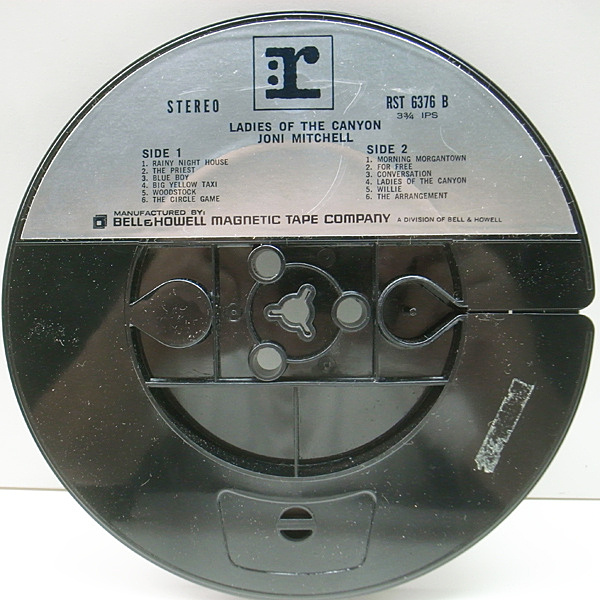 r
STEREO
RST 6376 B
3¾ IPS
LADIES OF THE CANYON
JONI MITCHELL
SIDE 1
1. RAINY NIGHT HOUSE
2. THE PRIEST
3. BLUE BOY
4. BIG YELLOW TAXI
5. WOODSTOCK
6. THE CIRCLE GAME
SIDE 2
1. MORNING MORGANTOWN
2. FOR FREE
3. CONVERSATION
4. LADIES OF THE CANYON
5. WILLIE
6. THE ARRANGEMENT
MANUFACTURED BY:
BELL&HOWELL MAGNETIC TAPE COMPANY A DIVISION OF BELL & HOWELL